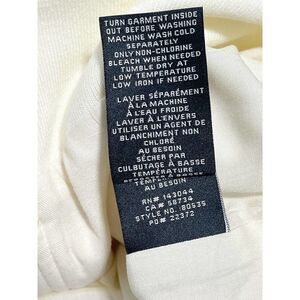 TURN GARMENT INSIDE
OUT BEFORE WASHING
MACHINE WASH COLD
SEPARATELY
ONLY NON-CHLORINE
BLEACH WHEN NEEDED
TUMBLE DRY AT
LOW TEMPERATURE
LOW IRON IF NEEDED
LAVER SÉPARÉMENT
À LA MACHINE
À L'EAU FROIDE
LAVER À L'ENVERS
UTILISER UN AGENT DE
BLANCHIMENT NON
CHLORÉ
AU BESOIN
SÉCHER PAR
CULBUTAGE À BASSE
TEMPÉRATURE
À BASSE
AU BESOIN
RN# 143044
CA# 58734
STYLE NO.: 80535
PO# 22372